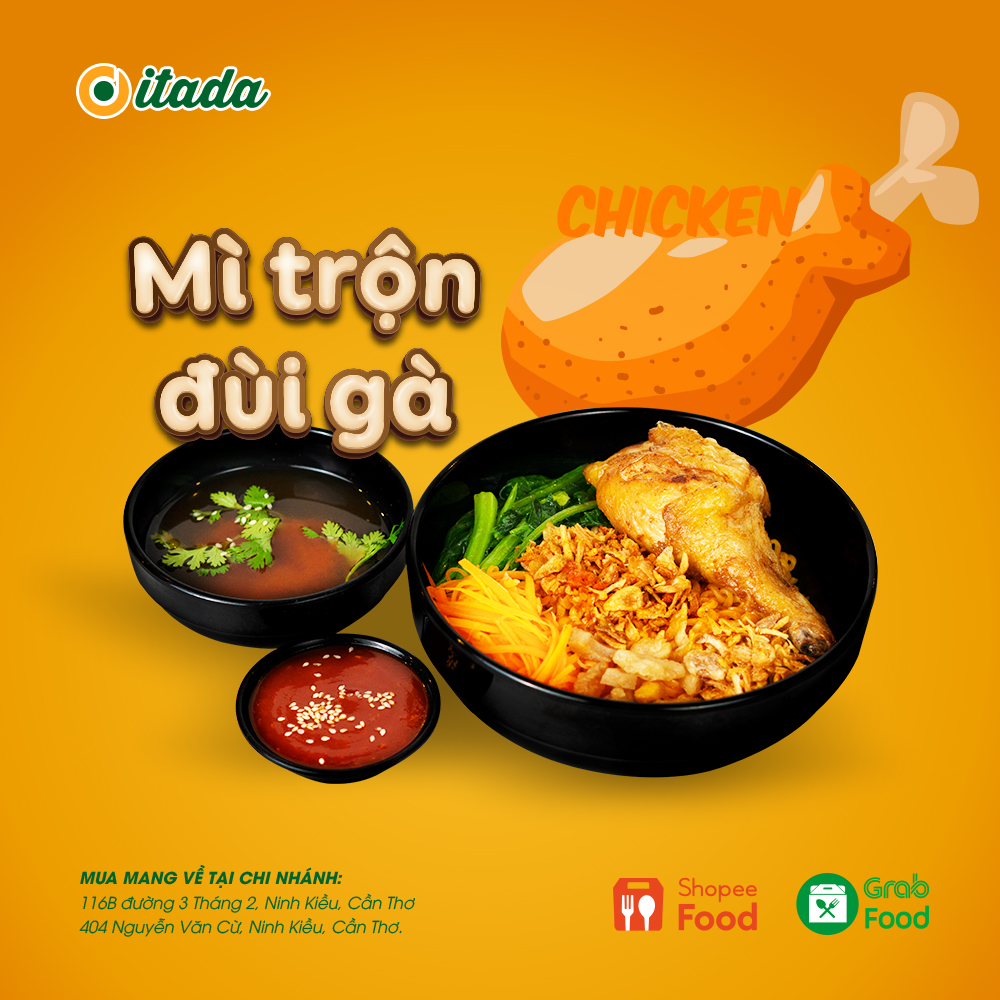 itada
CHICKEN
Mì trộn
đùi gà
MUA MANG VỀ TẠI CHI NHÁNH:
116B đường 3 Tháng 2, Ninh Kiều, Cần Thơ
404 Nguyễn Văn Cừ, Ninh Kiều, Cần Thơ.
Shopee
Food
Grab
Food